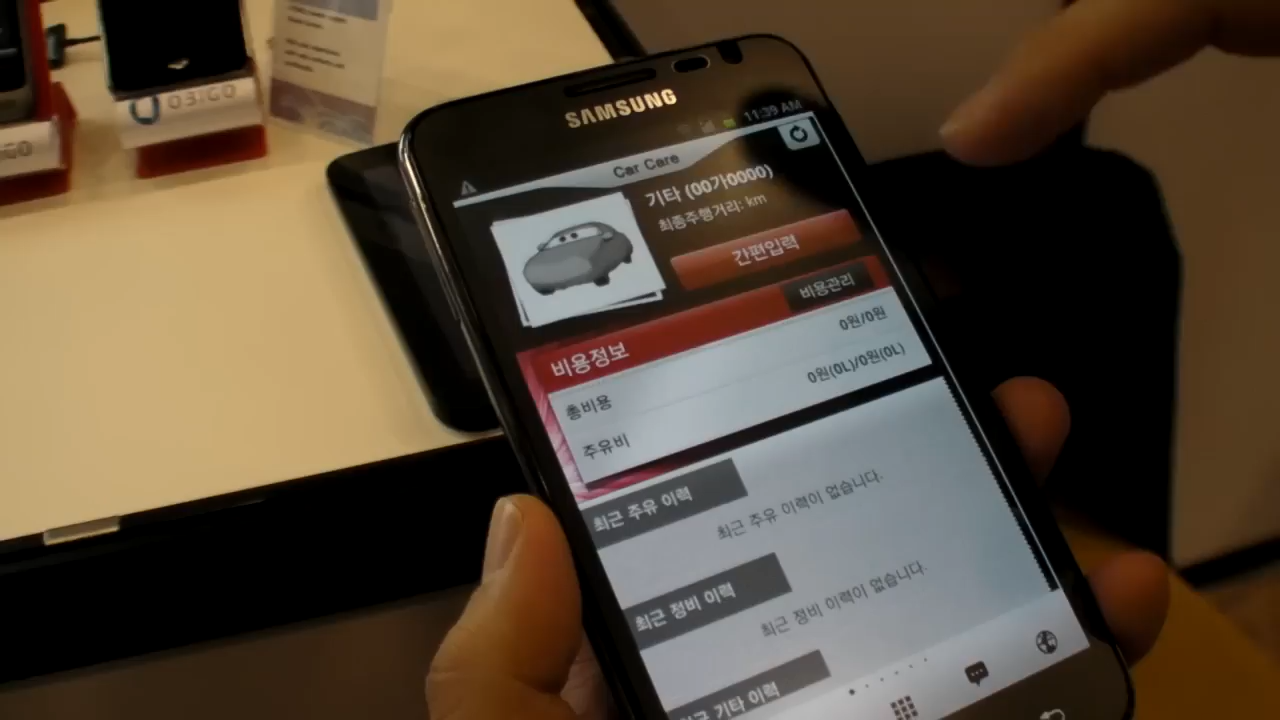 SAMSUNG
11:39 AM
Car Care
기타 (00가0000)
최종주행거리: km
간편입력
비용관리
비용정보
총비용 0원/0원
주유비 0원(0L)/0원(0L)
최근 주유 이력
최근 주유 이력이 없습니다.
최근 정비 이력
최근 정비 이력이 없습니다.
최근 기타 이력